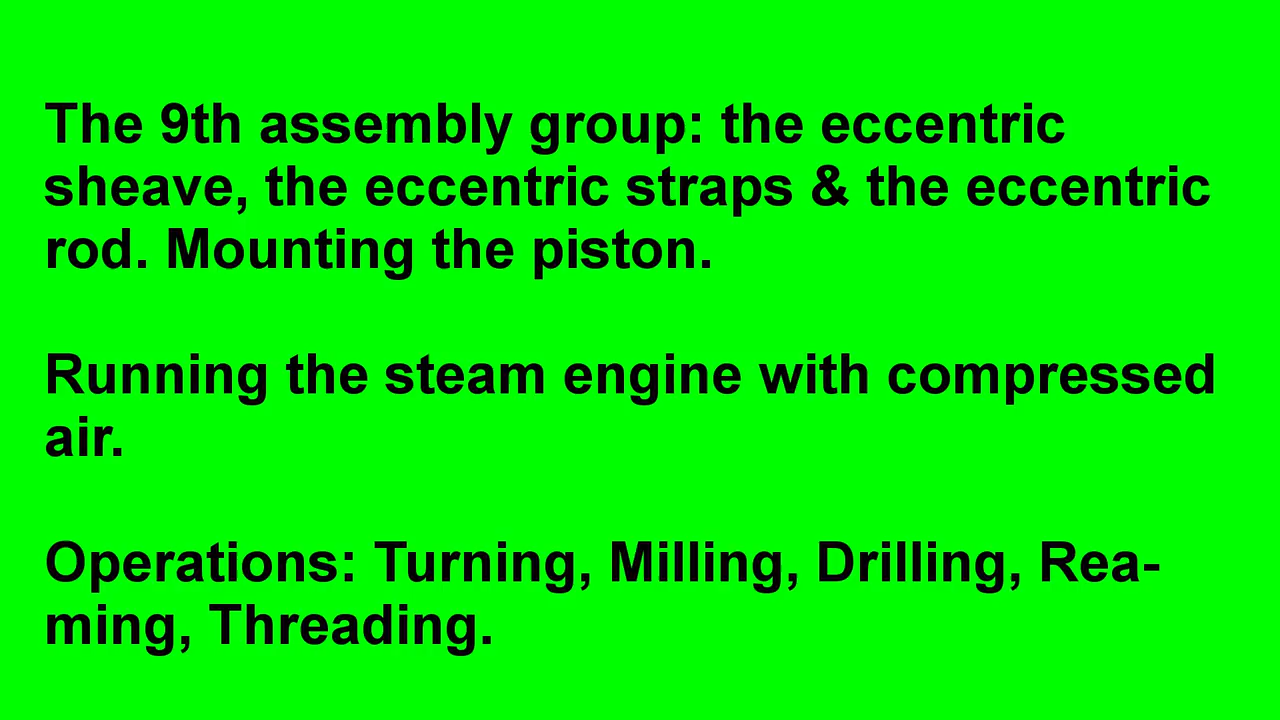 The 9th assembly group: the eccentric
sheave, the eccentric straps & the eccentric
rod. Mounting the piston.
Running the steam engine with compressed
air.
Operations: Turning, Milling, Drilling, Rea-
ming, Threading.